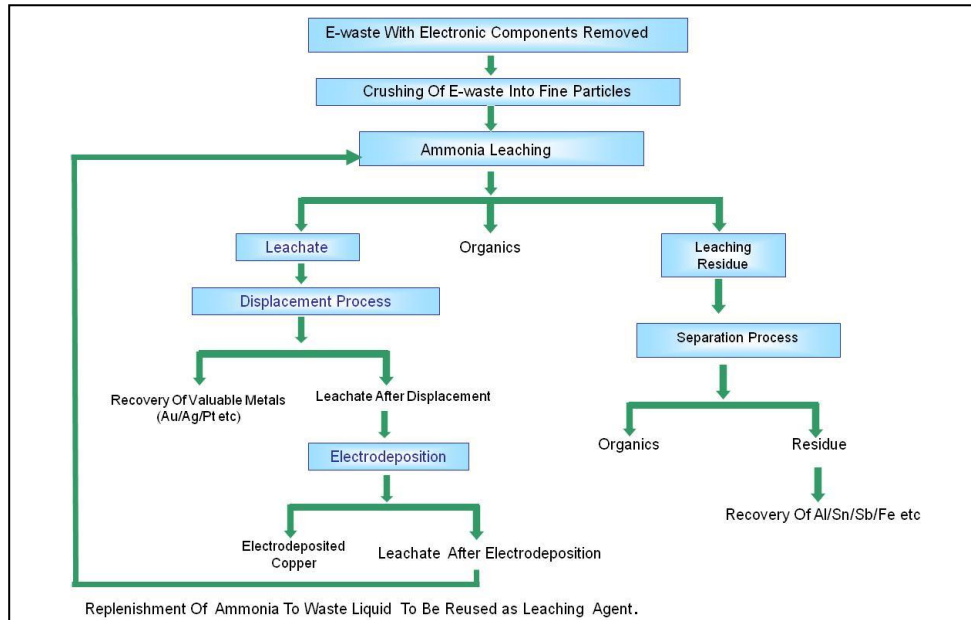 E-waste With Electronic Components Removed
Crushing Of E-waste Into Fine Particles
Ammonia Leaching
Leachate
Organics
Leaching
Residue
Displacement Process
Separation Process
Recovery Of Valuable Metals
(Au/Ag/Pt etc)
Leachate After Displacement
Organics
Residue
Electrodeposition
Recovery Of Al/Sn/Sb/Fe etc
Electrodeposited
Copper
Leachate After Electrodeposition
Replenishment Of Ammonia To Waste Liquid To Be Reused as Leaching Agent.